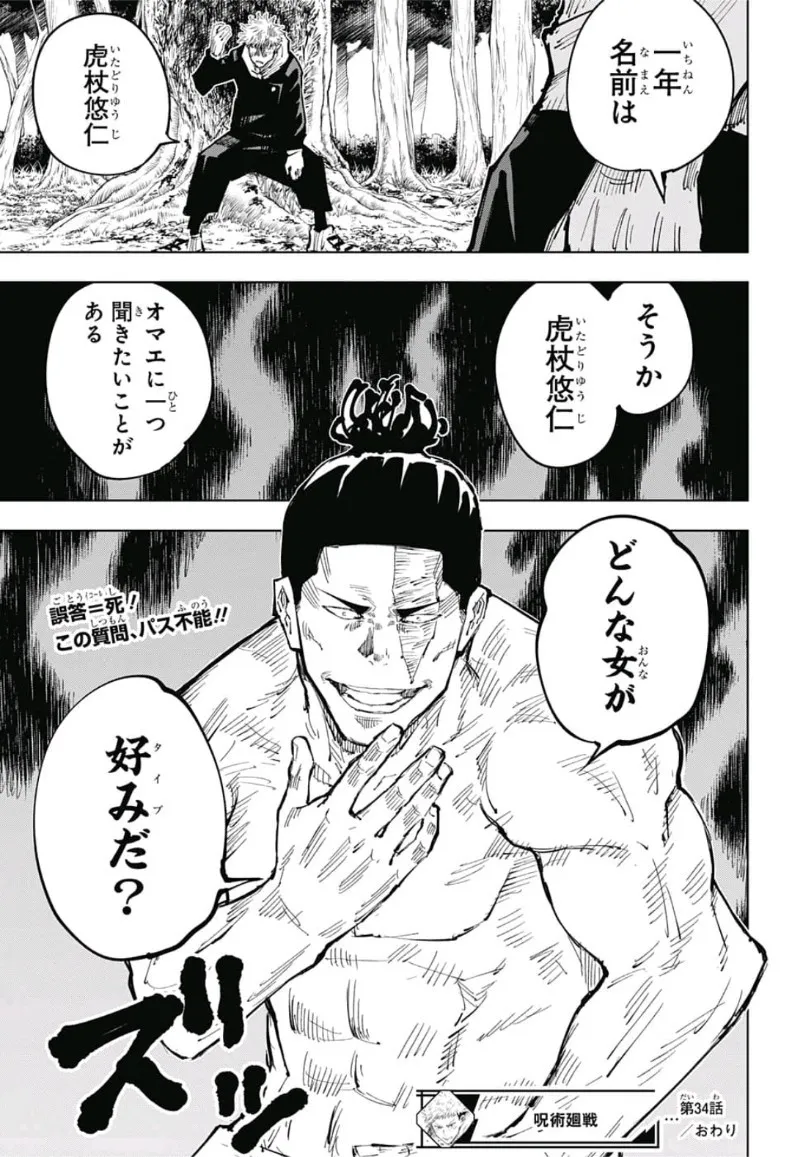 一年
名前は
虎杖悠仁
そうか
虎杖悠仁
オマエに一つ
聞きたいことが
ある
どんな女が
好みだ?
誤答=死!
この質問、パス不能!!
ズズッ
呪術廻戦
第34話
…／おわり